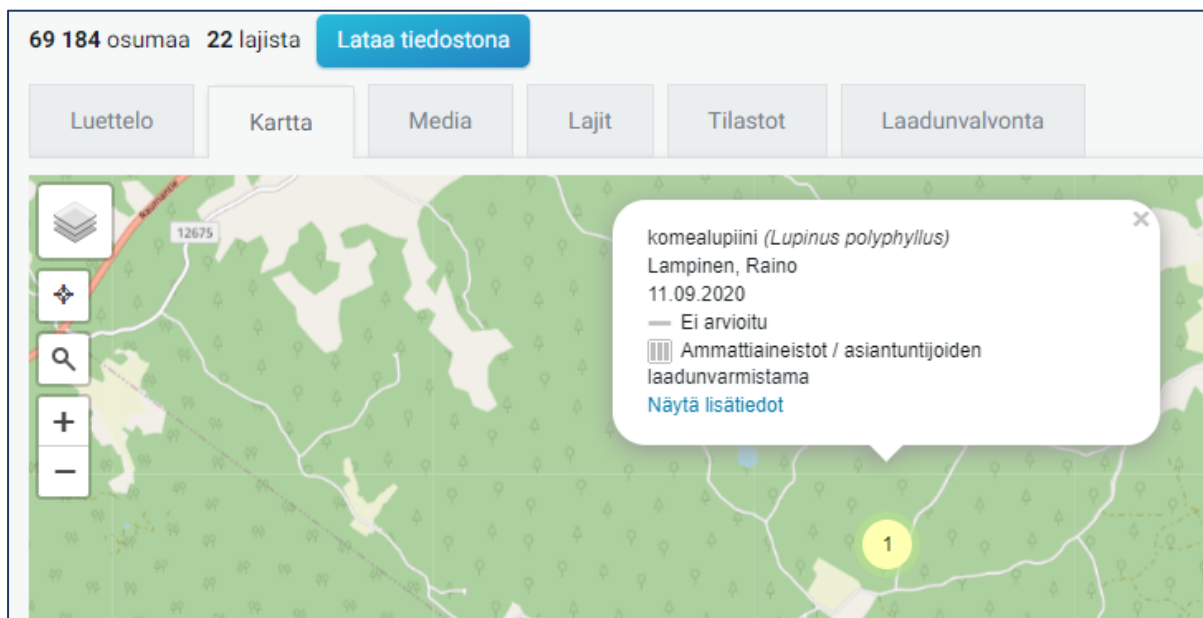 69 184 osumaa 22 lajista Lataa tiedostona
Luettelo Kartta Media Lajit Tilastot Laadunvalvonta
Raumantie
12675
komealupiini (Lupinus polyphyllus)
Lampinen, Raino
11.09.2020
Ei arvioitu
Ammattiaineistot / asiantuntijoiden
laadunvarmistama
Näytä lisätiedot
+
−
1